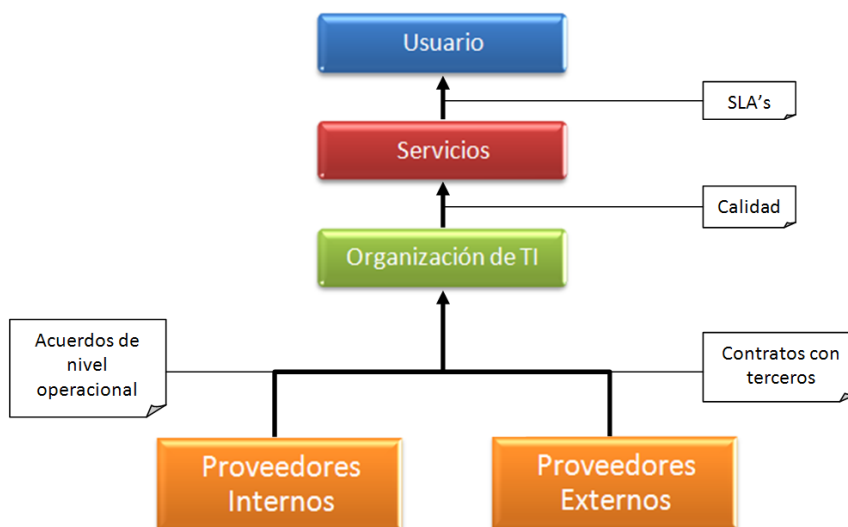 Usuario
SLA's
Servicios
Calidad
Organización de TI
Acuerdos de
nivel
operacional
Contratos con
terceros
Proveedores
Internos
Proveedores
Externos